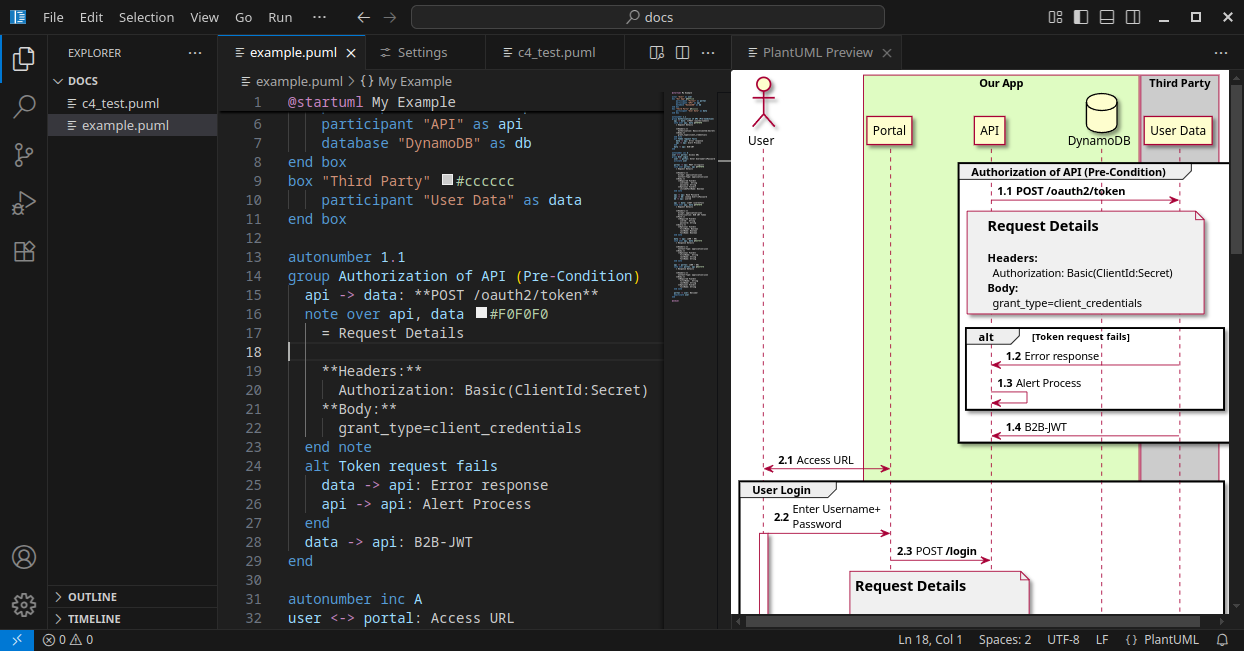 File Edit Selection View Go Run ··· docs
EXPLORER ···
DOCS
c4_test.puml
example.puml
OUTLINE
TIMELINE
example.puml Settings c4_test.puml ···
example.puml > {} My Example
1 @startuml My Example
6 participant "API" as api
7 database "DynamoDB" as db
8 end box
9 box "Third Party" #cccccc
10 participant "User Data" as data
11 end box
12
13 autonumber 1.1
14 group Authorization of API (Pre-Condition)
15 api -> data: **POST /oauth2/token**
16 note over api, data #F0F0F0
17 = Request Details
18
19 **Headers:**
20 Authorization: Basic(ClientId:Secret)
21 **Body:**
22 grant_type=client_credentials
23 end note
24 alt Token request fails
25 data -> api: Error response
26 api -> api: Alert Process
27 end
28 data -> api: B2B-JWT
29 end
30
31 autonumber inc A
32 user <-> portal: Access URL
PlantUML Preview ···
Our App Third Party
User Portal API DynamoDB User Data
Authorization of API (Pre-Condition)
1.1 POST /oauth2/token
Request Details
Headers:
Authorization: Basic(ClientId:Secret)
Body:
grant_type=client_credentials
alt [Token request fails]
1.2 Error response
1.3 Alert Process
1.4 B2B-JWT
2.1 Access URL
User Login
2.2 Enter Username+
Password
2.3 POST /login
Request Details
0 0 Ln 18, Col 1 Spaces: 2 UTF-8 LF {} PlantUML